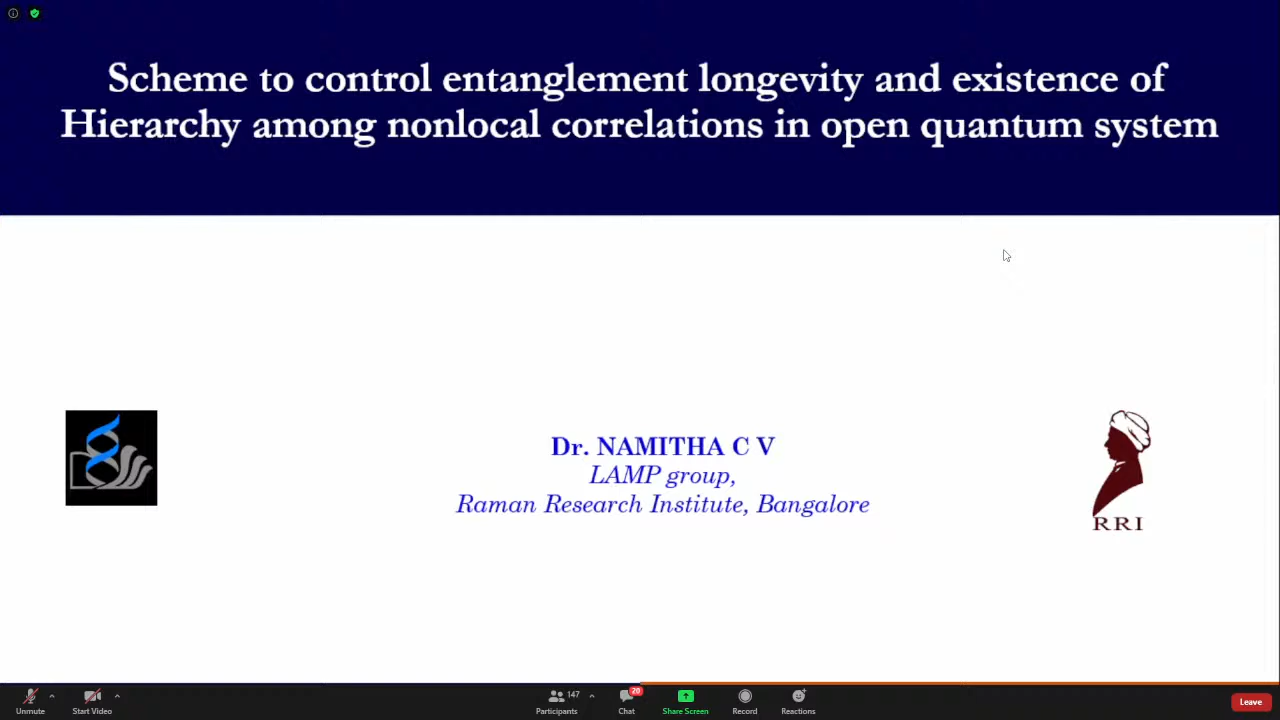 Scheme to control entanglement longevity and existence of
Hierarchy among nonlocal correlations in open quantum system
Dr. NAMITHA C V
LAMP group,
Raman Research Institute, Bangalore
RRI
Unmute
Start Video
147
Participants
20
Chat
Share Screen
Record
Reactions
Leave